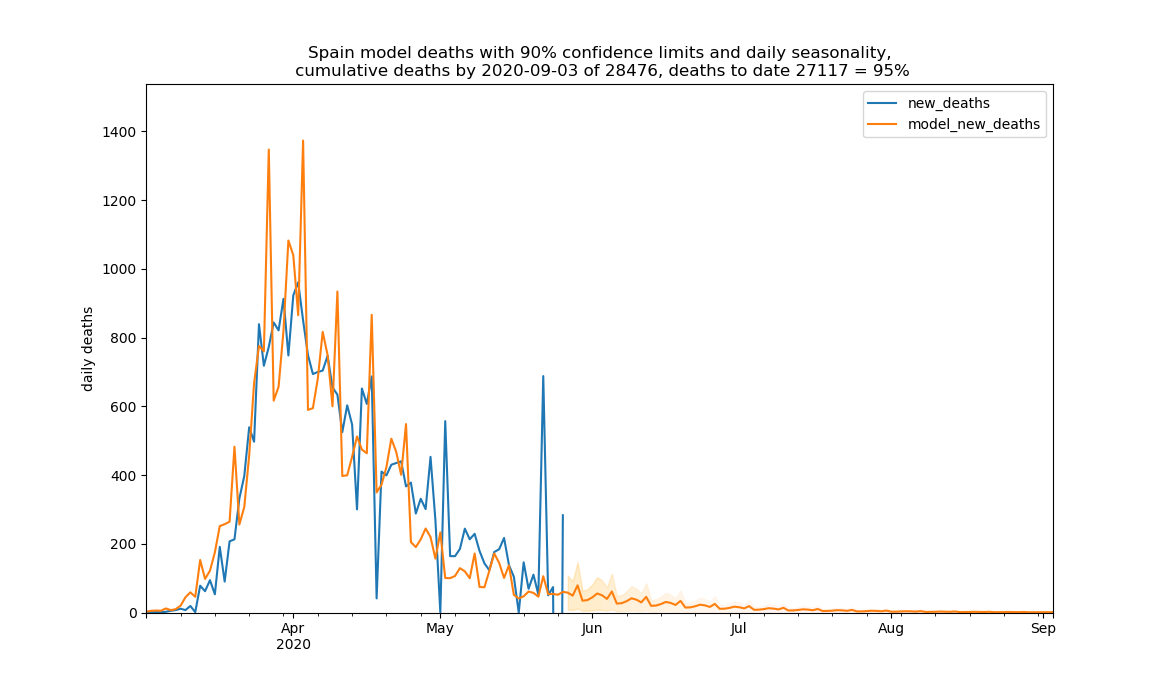 Spain model deaths with 90% confidence limits and daily seasonality,
cumulative deaths by 2020-09-03 of 28476, deaths to date 27117 = 95%
new_deaths
model_new_deaths
daily deaths
1400
1200
1000
800
600
400
200
0
Apr
2020
May
Jun
Jul
Aug
Sep